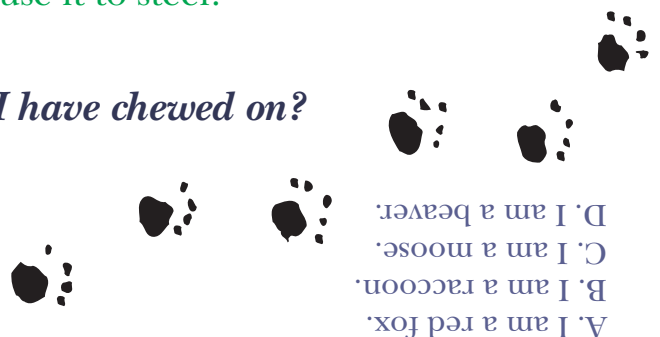 use it to steer.
I have chewed on?
A. I am a red fox.
B. I am a raccoon.
C. I am a moose.
D. I am a beaver.